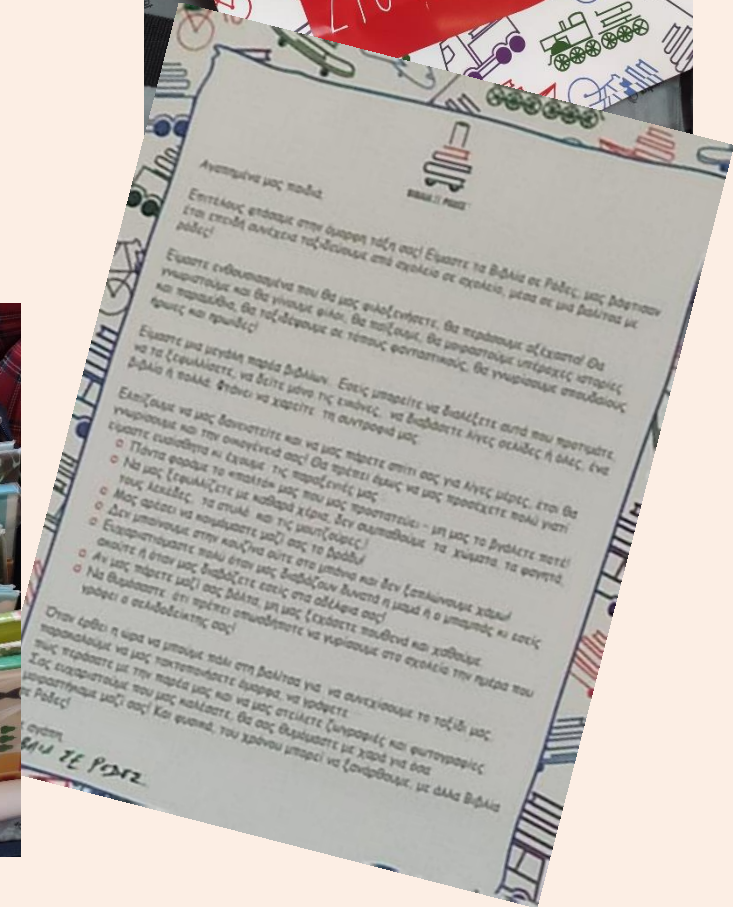 ΒΙΒΛΙΑ ΣΕ ΡΟΔΕΣ
Αγαπημένα μας παιδιά,
Επιτέλους φτάσαμε στην όμορφη τάξη σας! Είμαστε τα Βιβλία σε Ρόδες, μας βάφτισαν
έτσι επειδή συνέχεια ταξιδεύουμε από σχολείο σε σχολείο, μέσα σε μια βαλίτσα με
ρόδες!
Είμαστε ενθουσιασμένα που θα μας φιλοξενήσετε, θα περάσουμε αξέχαστα! Θα
γνωριστούμε και θα γίνουμε φίλοι, θα παίξουμε, θα μοιραστούμε υπέροχες ιστορίες
και παραμύθια, θα ταξιδέψουμε σε τόπους φανταστικούς, θα γνωρίσουμε σπουδαίους
ήρωες και ηρωίδες!
Είμαστε μια μεγάλη παρέα βιβλίων. Εσείς μπορείτε να διαλέξετε αυτά που προτιμάτε,
να τα ξεφυλλίσετε, να δείτε μόνο τις εικόνες, να διαβάσετε λίγες σελίδες ή όλες, ένα
βιβλίο ή πολλά. Φτάνει να χαρείτε τη συντροφιά μας.
Ελπίζουμε να μας δανειστείτε και να μας πάρετε σπίτι σας για λίγες μέρες, έτσι θα
γνωρίσουμε και την οικογένειά σας! Θα πρέπει όμως να μας προσέχετε πολύ γιατί
είμαστε ευαίσθητα κι έχουμε τις παραξενιές μας:
Πάντα φοράμε το «παλτό» μας που μας προστατεύει – μη μας το βγάλετε ποτέ!
Να μας ξεφυλλίζετε με καθαρά χέρια, δεν συμπαθούμε τα χώματα, τα φαγητά,
τους λεκέδες, τα στυλό και τις μουτζούρες!
Μας αρέσει να κοιμόμαστε μαζί σας το βράδυ!
Δεν μπαίνουμε στην κουζίνα ούτε στο μπάνιο και δεν ξαπλώνουμε χάμω!
Ευχαριστιόμαστε πολύ όταν μας διαβάζουν δυνατά η μαμά ή ο μπαμπάς κι εσείς
ακούτε ή όταν μας διαβάζετε εσείς στα αδέλφια σας!
Αν μας πάρετε μαζί σας βόλτα, μη μας ξεχάσετε πουθενά και χαθούμε.
Να θυμόσαστε ότι πρέπει οπωσδήποτε να γυρίσουμε στο σχολείο την ημέρα που
γράφει ο σελιδοδείκτης σας!
Όταν έρθει η ώρα να μπούμε πάλι στη βαλίτσα για να συνεχίσουμε το ταξίδι μας,
παρακαλούμε να μας τακτοποιήσετε όμορφα, να γράψετε
πώς περάσατε με την παρέα μας και να μας στείλετε ζωγραφιές και φωτογραφίες.
Σας ευχαριστούμε που μας καλέσατε, θα σας θυμόμαστε με χαρά για όσα
μοιραστήκαμε μαζί σας! Και φυσικά, του χρόνου μπορεί να ξανάρθουμε, με άλλα Βιβλία
σε Ρόδες!
αγάπη,
ΣΕ ΡΟΔΕΣ